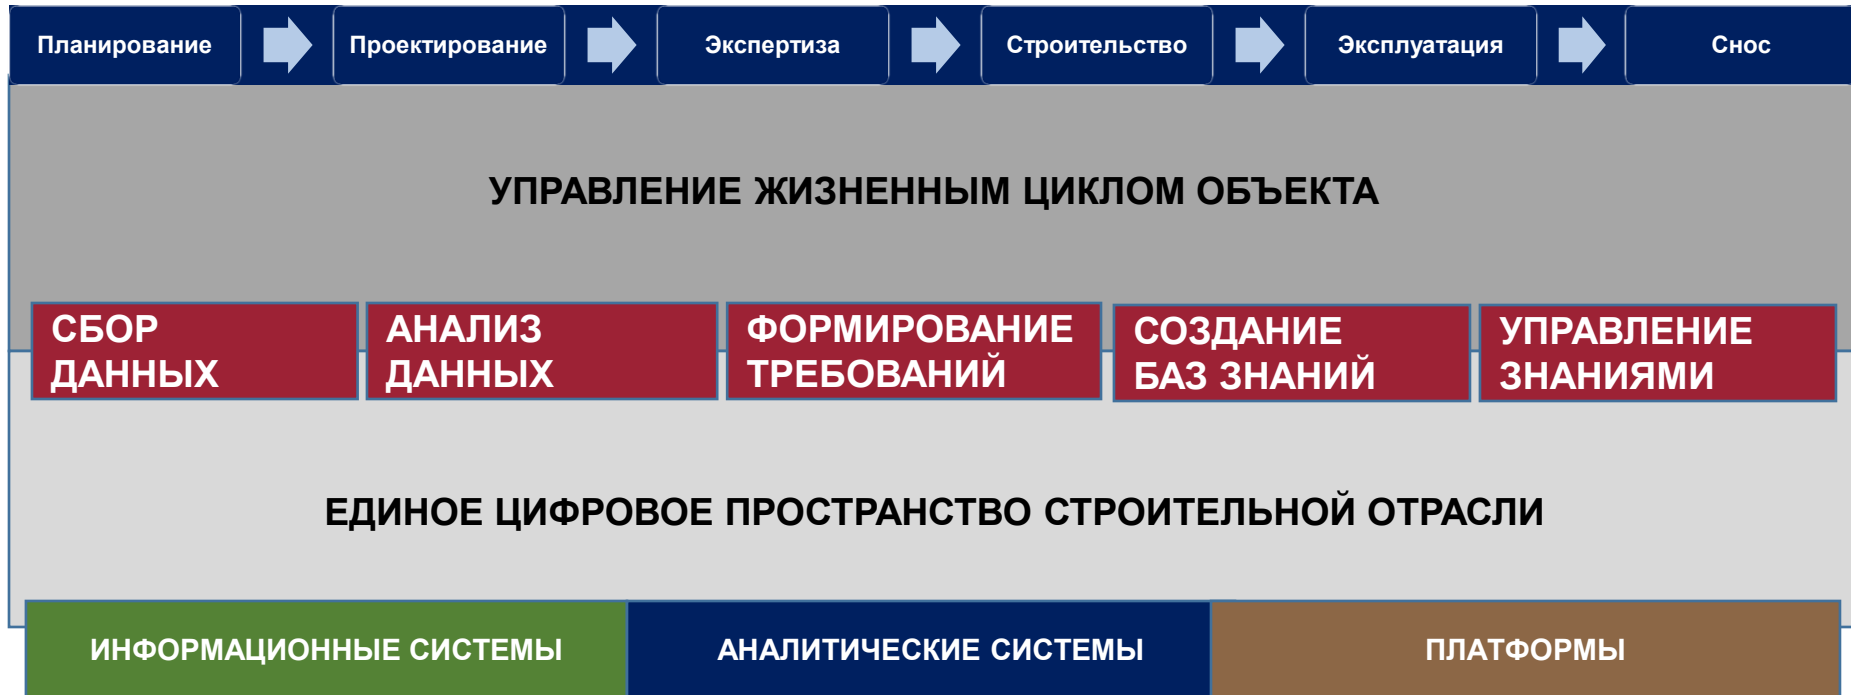 Планирование
Проектирование
Экспертиза
Строительство
Эксплуатация
Снос
УПРАВЛЕНИЕ ЖИЗНЕННЫМ ЦИКЛОМ ОБЪЕКТА
СБОР
ДАННЫХ
АНАЛИЗ
ДАННЫХ
ФОРМИРОВАНИЕ
ТРЕБОВАНИЙ
СОЗДАНИЕ
БАЗ ЗНАНИЙ
УПРАВЛЕНИЕ
ЗНАНИЯМИ
ЕДИНОЕ ЦИФРОВОЕ ПРОСТРАНСТВО СТРОИТЕЛЬНОЙ ОТРАСЛИ
ИНФОРМАЦИОННЫЕ СИСТЕМЫ
АНАЛИТИЧЕСКИЕ СИСТЕМЫ
ПЛАТФОРМЫ